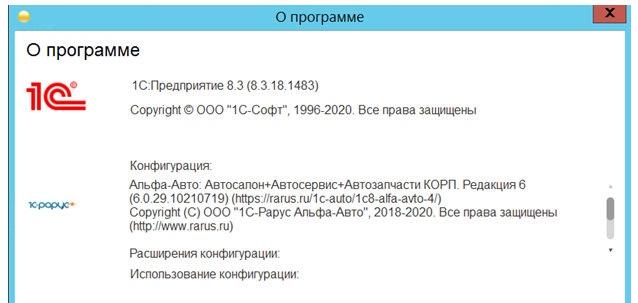 О программе
X
О программе
1С®
1С:Предприятие 8.3 (8.3.18.1483)
Copyright © ООО "1С-Софт", 1996-2020. Все права защищены
Конфигурация:
1С-рарус
Альфа-Авто: Автосалон+Автосервис+Автозапчасти КОРП. Редакция 6
(6.0.29.10210719) (https://rarus.ru/1c-auto/1c8-alfa-avto-4/)
Copyright (C) ООО "1С-Рарус Альфа-Авто", 2018-2020. Все права защищены
(http://www.rarus.ru)
Расширения конфигурации:
Использование конфигурации: